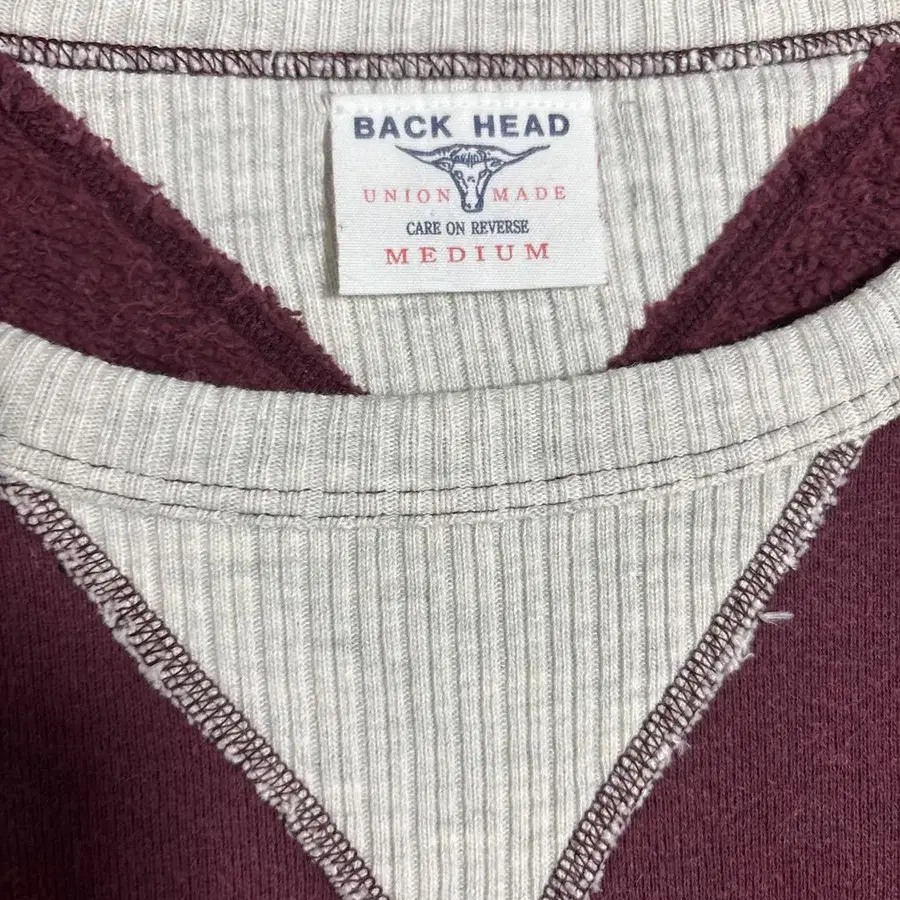 BACK HEAD
UNION MADE
CARE ON REVERSE
MEDIUM